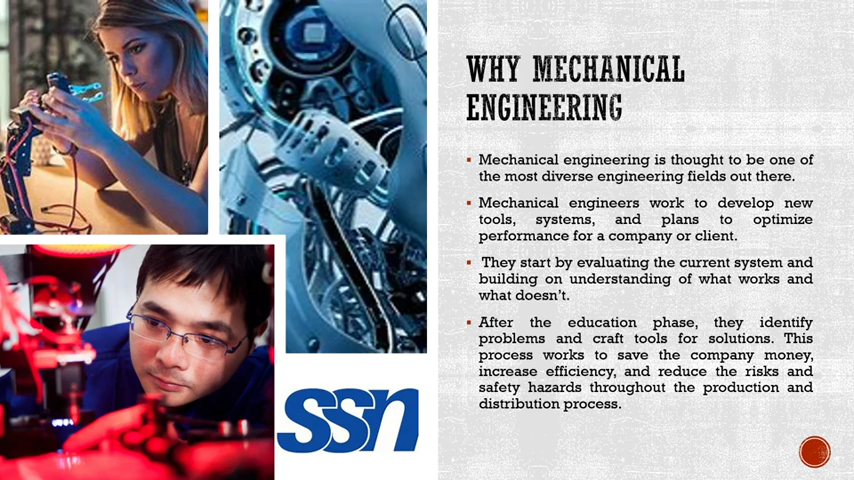 WHY MECHANICAL
ENGINEERING
▪ Mechanical engineering is thought to be one of
the most diverse engineering fields out there.
▪ Mechanical engineers work to develop new
tools, systems, and plans to optimize
performance for a company or client.
▪ They start by evaluating the current system and
building on understanding of what works and
what doesn't.
▪ After the education phase, they identify
problems and craft tools for solutions. This
process works to save the company money,
increase efficiency, and reduce the risks and
safety hazards throughout the production and
distribution process.
ssn